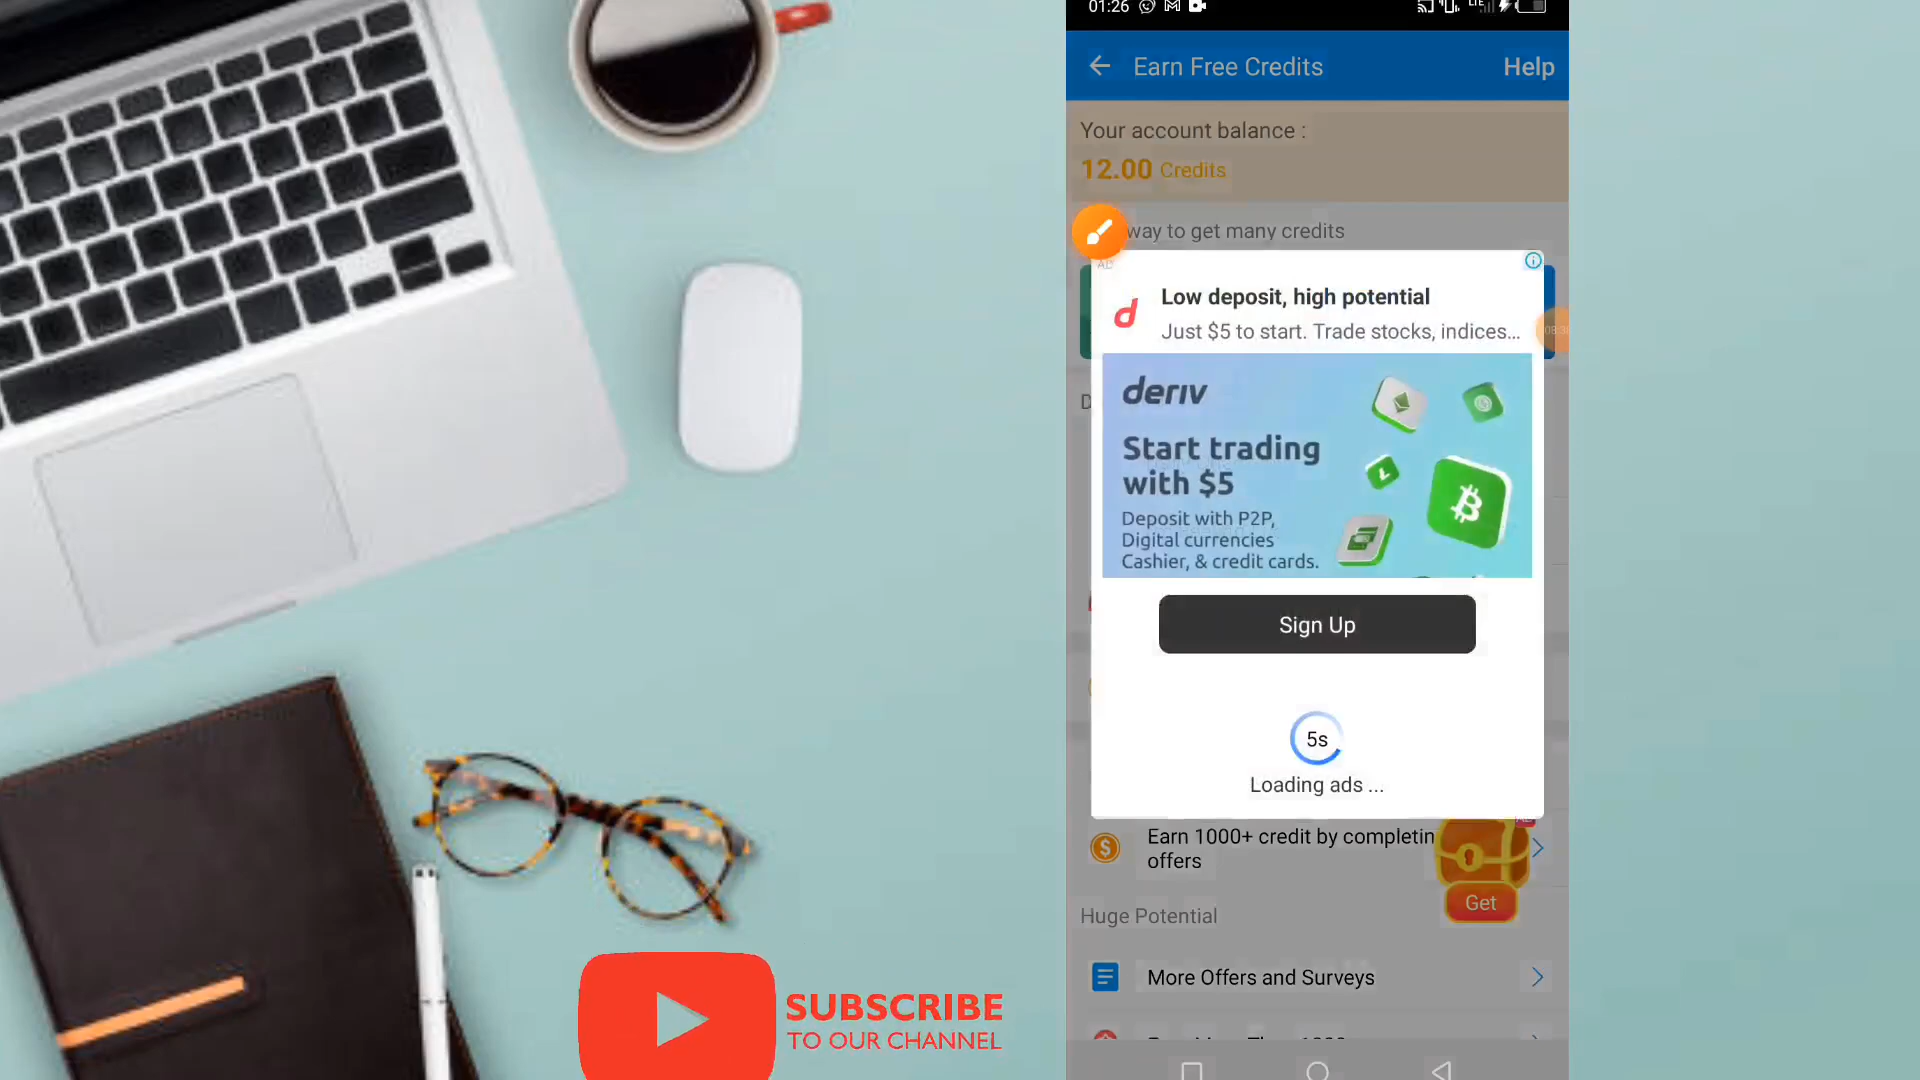 01:26
LTE
Earn Free Credits
Help
Your account balance :
12.00 Credits
way to get many credits
AD
Low deposit, high potential
Just $5 to start. Trade stocks, indices...
deriv
Start trading
with $5
Deposit with P2P,
Digital currencies
Cashier, & credit cards.
Sign Up
5s
Loading ads ...
Earn 1000+ credit by completin
offers
Get
Huge Potential
More Offers and Surveys
SUBSCRIBE
TO OUR CHANNEL